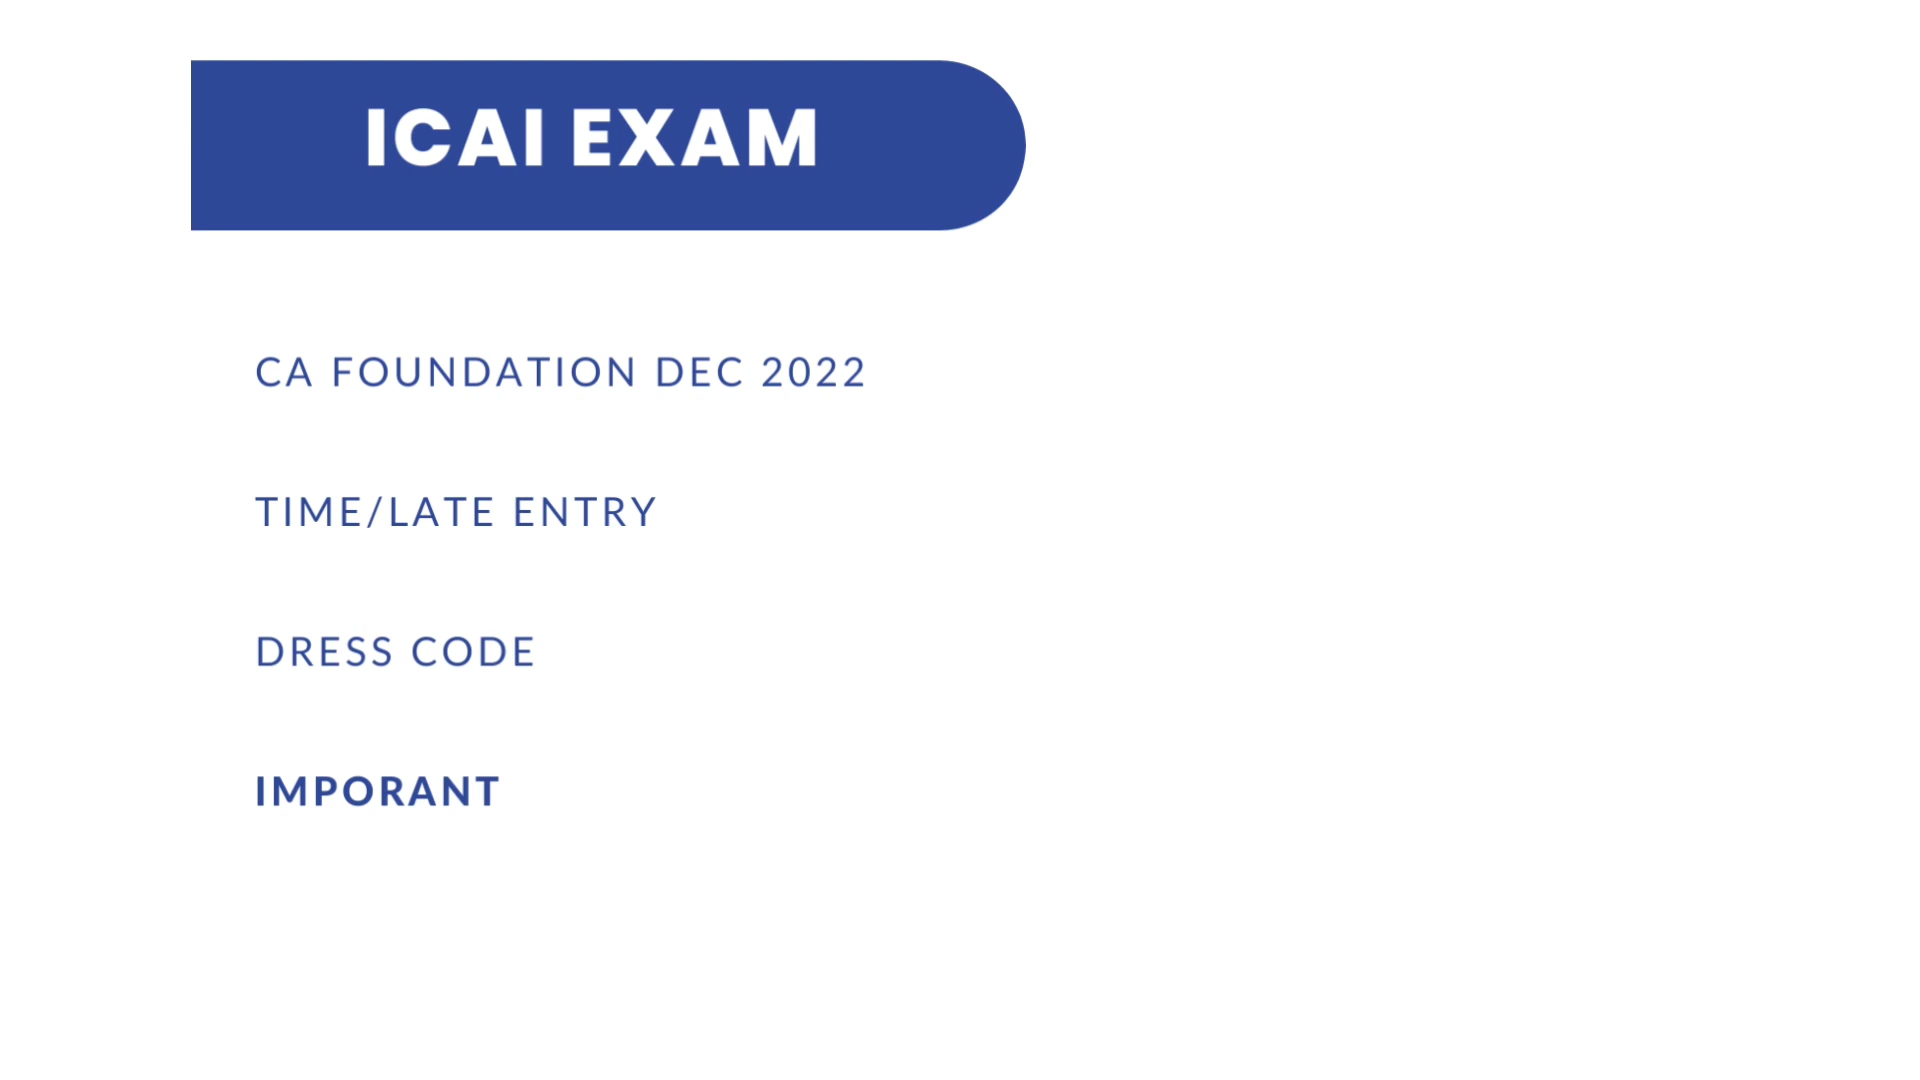 ICAI EXAM
CA FOUNDATION DEC 2022
TIME/LATE ENTRY
DRESS CODE
IMPORANT